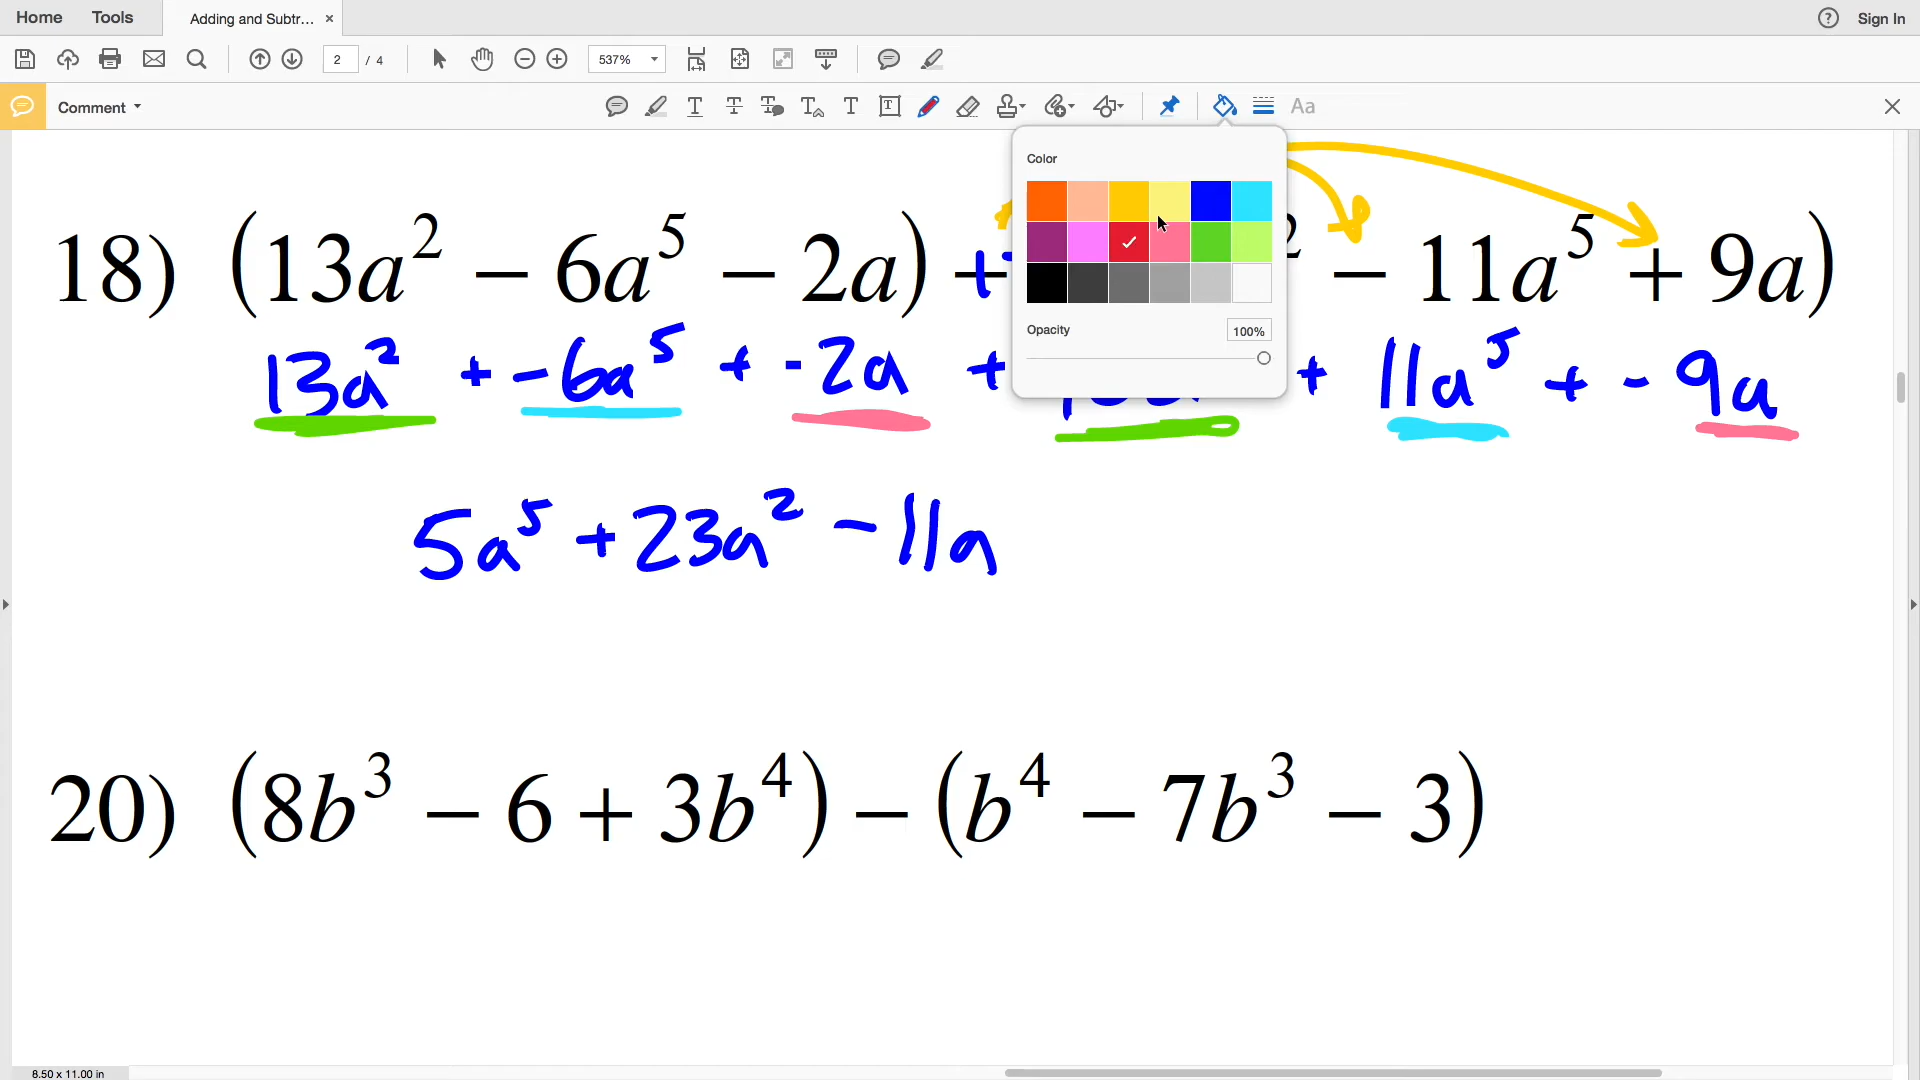 Home Tools Adding and Subtr... × ? Sign In
2 / 4 537%
Comment Aa
Color
18) (13a² − 6a⁵ − 2a) + 2 − 11a⁵ + 9a)
Opacity 100%
13a² + -6a⁵ + -2a + + 11a⁵ + -9a
5a⁵ + 23a² − 11a
20) (8b³ − 6 + 3b⁴) − (b⁴ − 7b³ − 3)
8.50 x 11.00 in